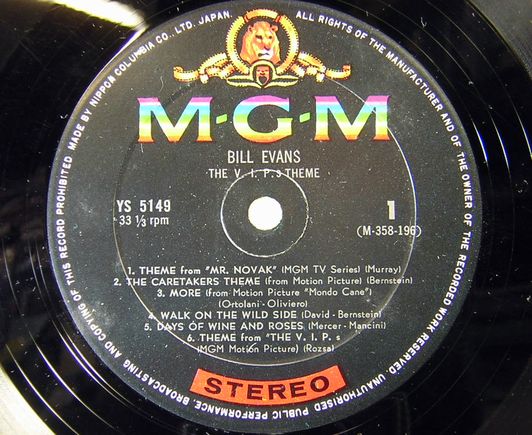 ALL RIGHTS OF THE MANUFACTURER AND OF THE OWNER OF THE RECORDED WORK RESERVED. UNAUTHORISED PUBLIC PERFORMANCE, BROADCASTING AND COPYING OF THIS RECORD PROHIBITED MADE BY NIPPON COLUMBIA CO. LTD. JAPAN
M·G·M
BILL EVANS
THE V. I. P. s THEME
YS 5149
33 1/3 rpm
1
(M-358-196)
1. THEME from "MR. NOVAK" (MGM TV Series) (Murray)
2. THE CARETAKERS THEME (from Motion Picture) (Bernstein)
3. MORE (from Motion Picture "Mondo Cane")
(Ortolani-Oliviero)
4. WALK ON THE WILD SIDE (David-Bernstein)
5. DAYS OF WINE AND ROSES (Mercer-Mancini)
6. THEME from "THE V. I. P. s
(MGM Motion Picture) (Rozsa)
STEREO